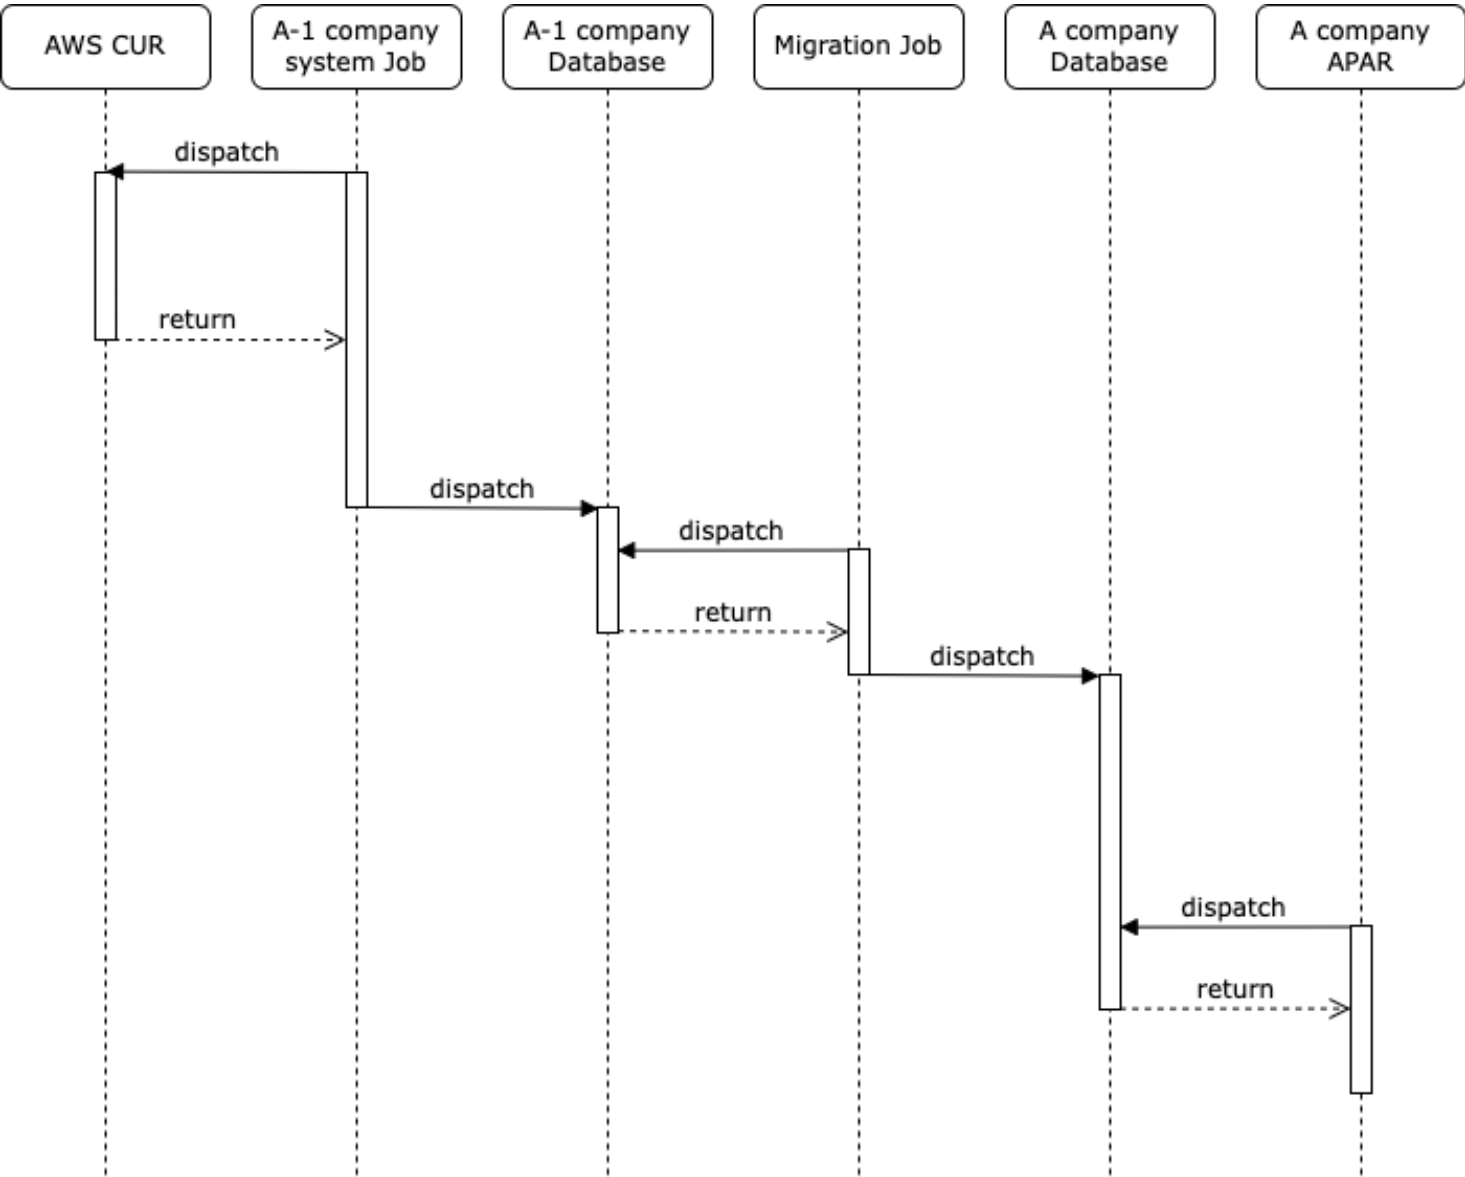 AWS CUR
A-1 company
system Job
A-1 company
Database
Migration Job
A company
Database
A company
APAR
dispatch
return
dispatch
dispatch
return
dispatch
dispatch
return